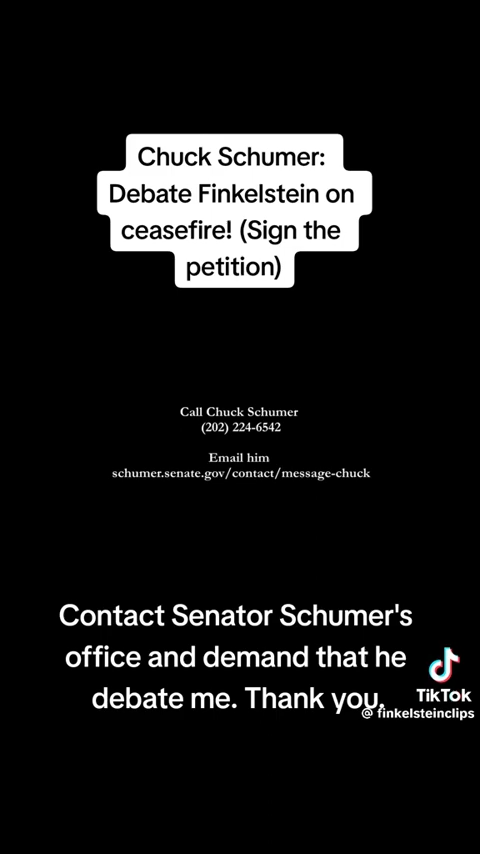 Chuck Schumer:
Debate Finkelstein on
ceasefire! (Sign the
petition)
Call Chuck Schumer
(202) 224-6542
Email him
schumer.senate.gov/contact/message-chuck
Contact Senator Schumer's
office and demand that he
debate me. Thank you.
TikTok
@ finkelsteinclips